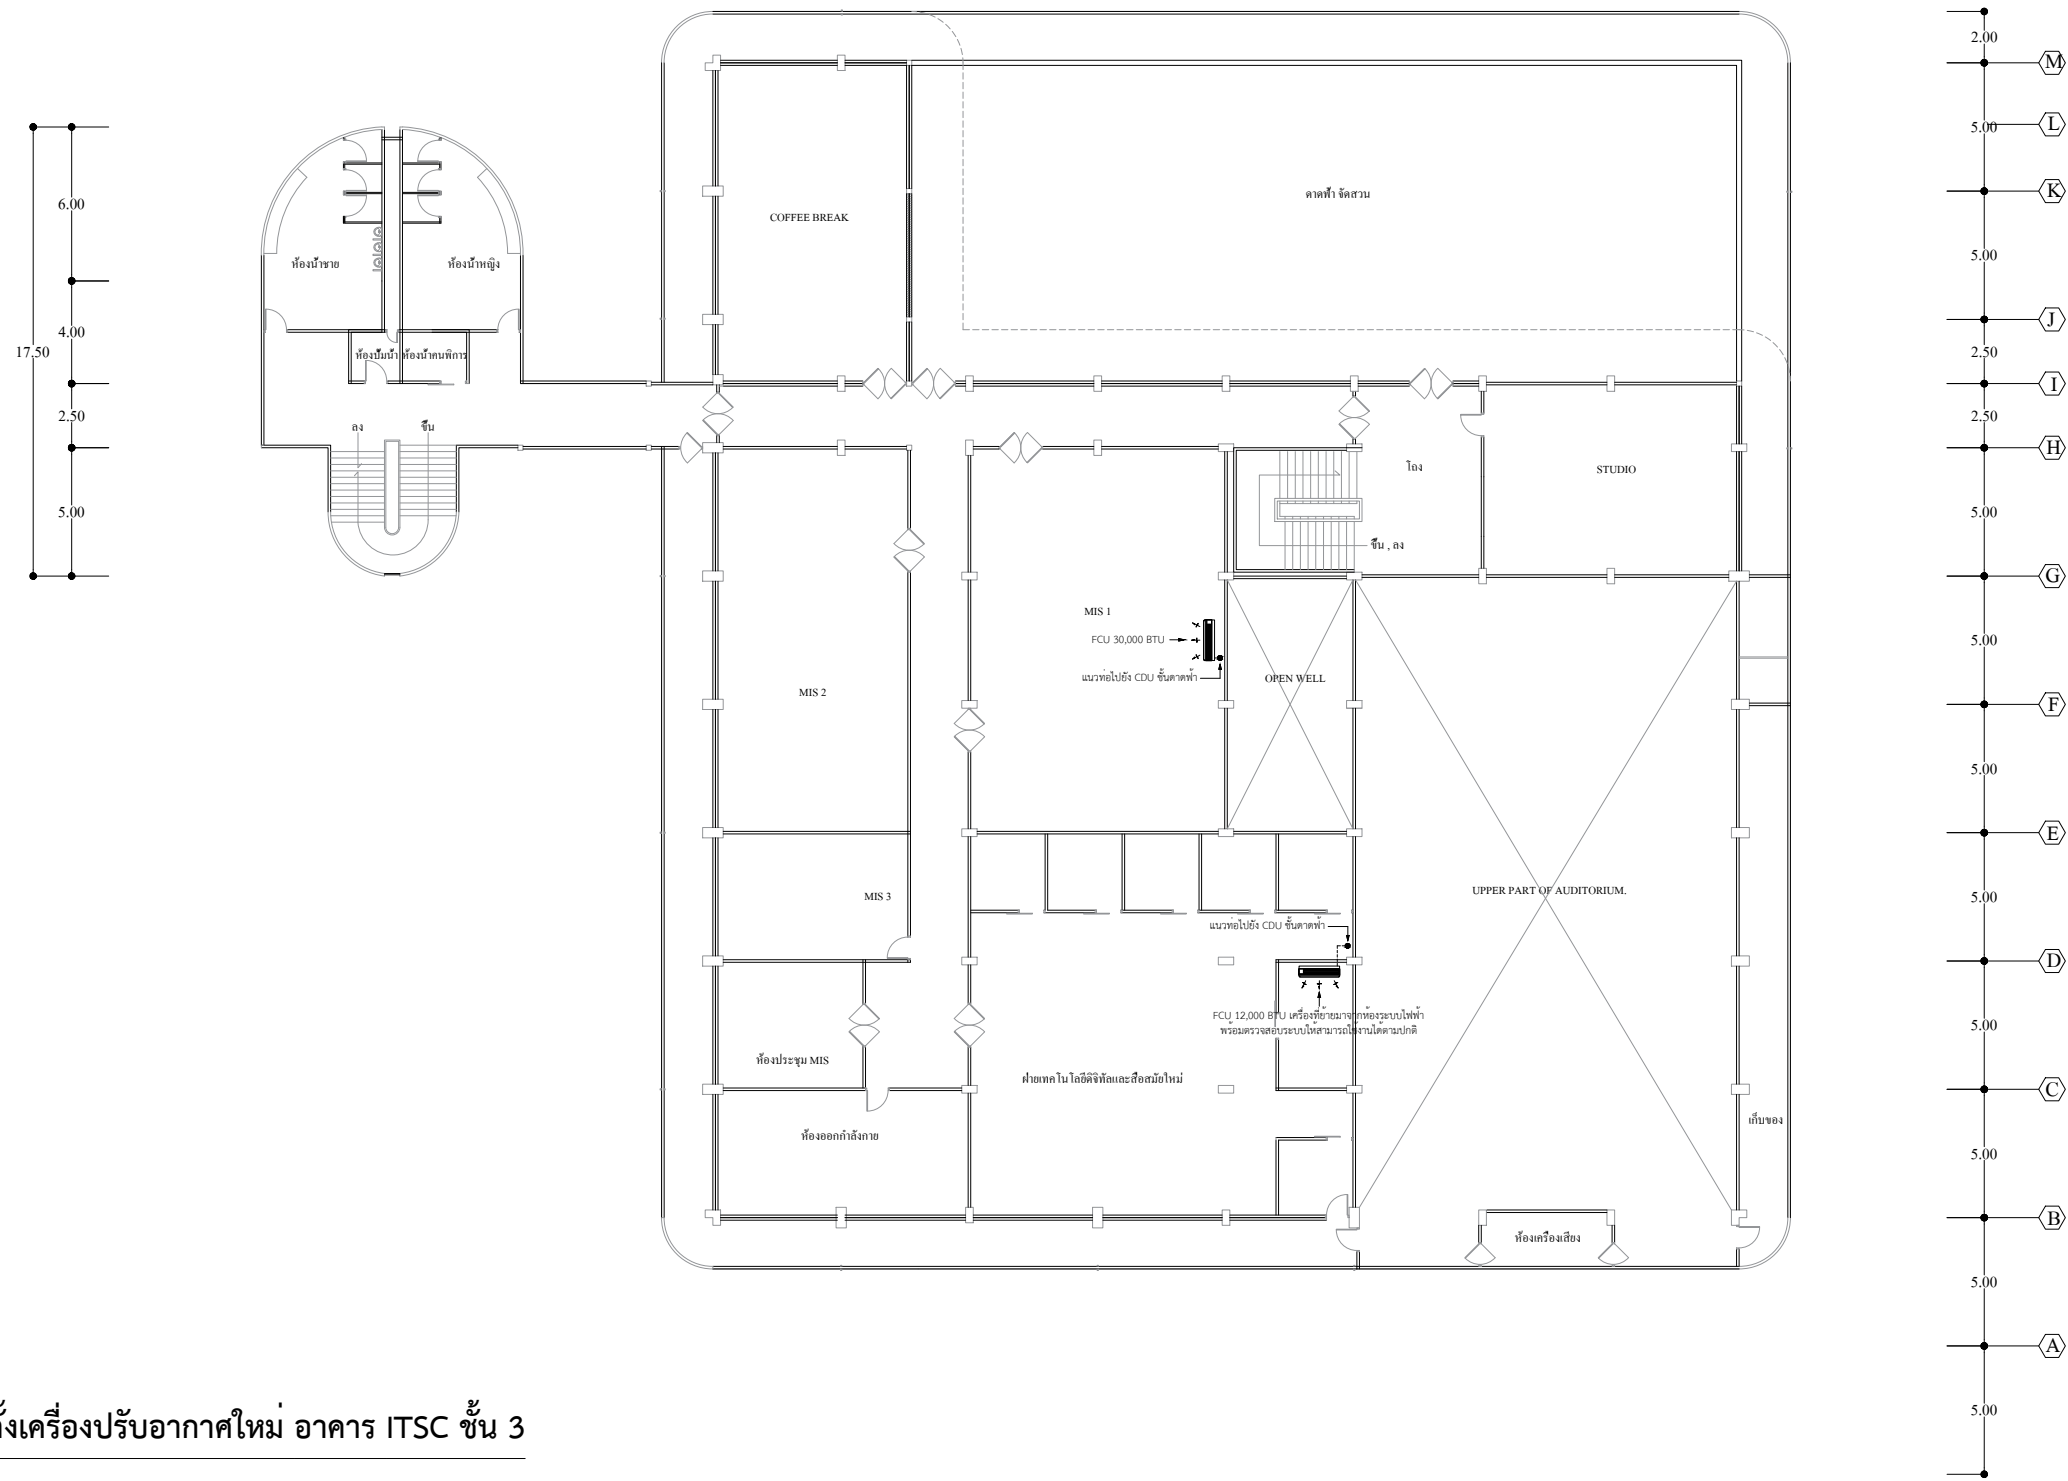 2.00
M
5.00
L
K
5.00
J
2.50
I
2.50
H
5.00
G
5.00
F
5.00
E
5.00
D
5.00
C
5.00
B
5.00
A
5.00
17.50
6.00
4.00
2.50
5.00
ห้องน้ำชาย
ห้องน้ำหญิง
ห้องปั๊มน้ำ
ห้องน้ำคนพิการ
ลง
ขึ้น
COFFEE BREAK
ดาดฟ้า จัดสวน
โถง
STUDIO
ขึ้น , ลง
MIS 1
FCU 30,000 BTU
แนวท่อไปยัง CDU ชั้นดาดฟ้า
OPEN WELL
MIS 2
MIS 3
UPPER PART OF AUDITORIUM.
แนวท่อไปยัง CDU ชั้นดาดฟ้า
FCU 12,000 BTU เครื่องที่ย้ายมาจากห้องระบบไฟฟ้า
พร้อมตรวจสอบระบบให้สามารถใช้งานได้ตามปกติ
ห้องประชุม MIS
ฝ่ายเทคโนโลยีดิจิทัลและสื่อสมัยใหม่
ห้องออกกำลังกาย
เก็บของ
ห้องเครื่องเสียง
ตั้งเครื่องปรับอากาศใหม่ อาคาร ITSC ชั้น 3